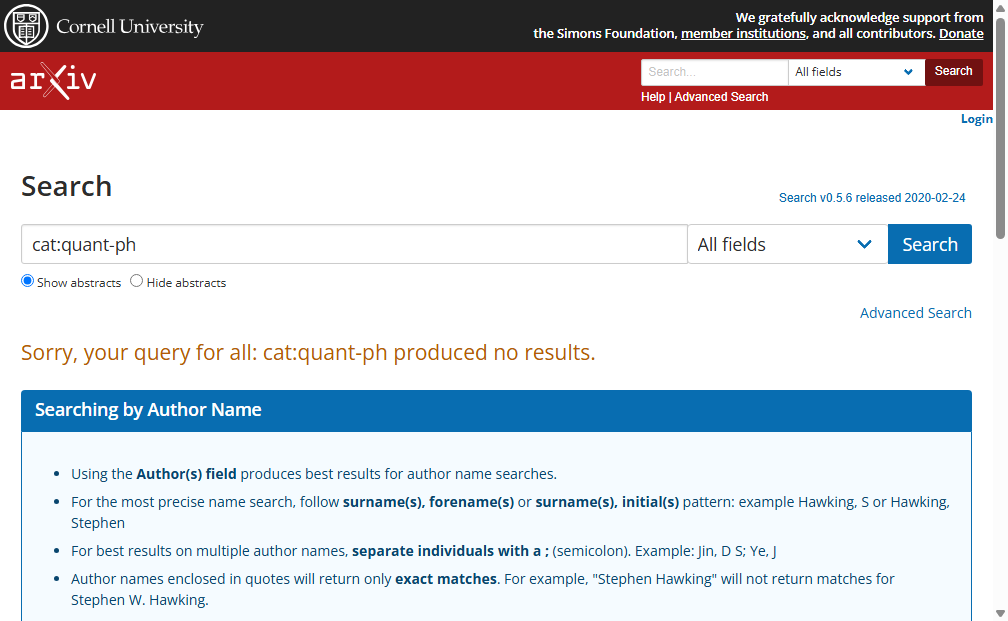 Cornell University
We gratefully acknowledge support from
the Simons Foundation, member institutions, and all contributors. Donate
arXiv
Search...
All fields
Search
Help | Advanced Search
Login
Search
Search v0.5.6 released 2020-02-24
cat:quant-ph
All fields
Search
Show abstracts
Hide abstracts
Advanced Search
Sorry, your query for all: cat:quant-ph produced no results.
Searching by Author Name
• Using the Author(s) field produces best results for author name searches.
• For the most precise name search, follow surname(s), forename(s) or surname(s), initial(s) pattern: example Hawking, S or Hawking,
Stephen
• For best results on multiple author names, separate individuals with a ; (semicolon). Example: Jin, D S; Ye, J
• Author names enclosed in quotes will return only exact matches. For example, "Stephen Hawking" will not return matches for
Stephen W. Hawking.